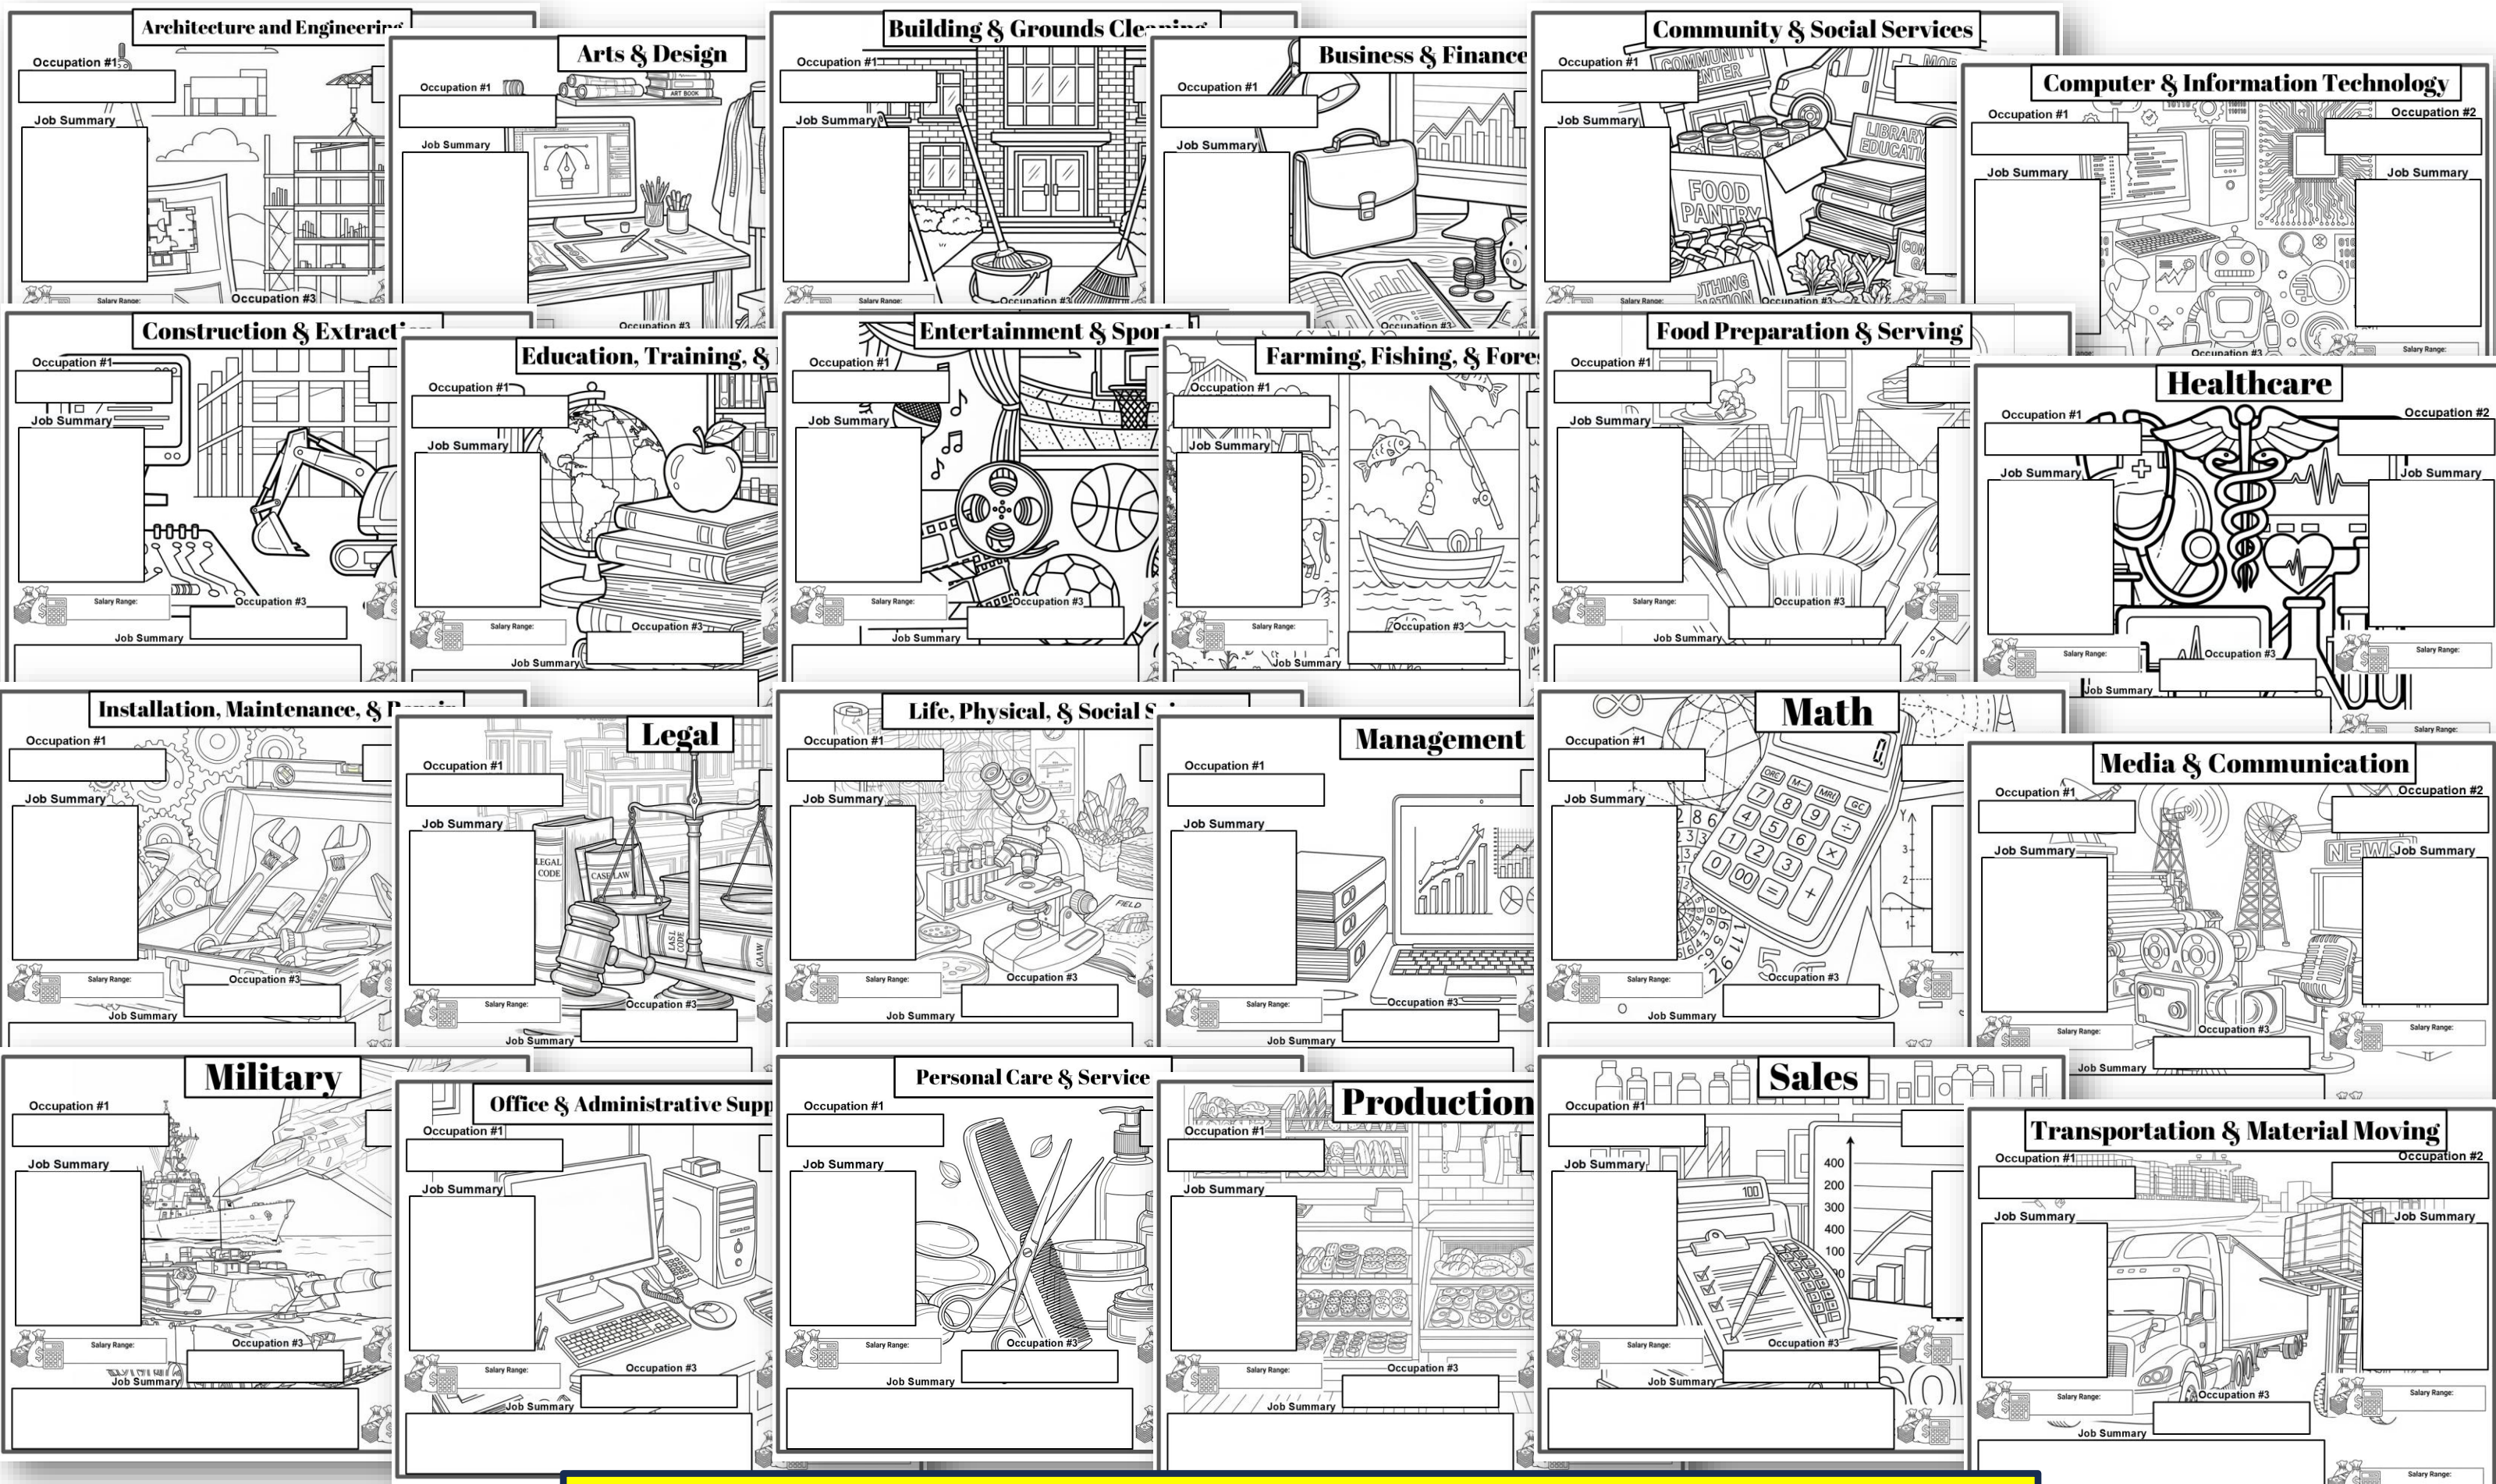 Architecture and Engineering
Occupation #1
Job Summary
Salary Range:
Occupation #3
Arts & Design
Occupation #1
ART BOOK
Job Summary
Occupation #3
Building & Grounds Cleaning
Occupation #1
Job Summary
Occupation #3
Business & Finance
Occupation #1
Job Summary
Occupation #3
Community & Social Services
Occupation #1
COMMUNITY
Job Summary
LIBRARY
FOOD
PANTRY
Salary Range:
Occupation #3
Computer & Information Technology
Occupation #1
Occupation #2
Job Summary
Job Summary
Occupation #3
Salary Range:
Construction & Extract
Occupation #1
Job Summary
Salary Range:
Occupation #3
Job Summary
Education, Training, &
Occupation #1
Job Summary
Salary Range:
Occupation #3
Job Summary
Entertainment & Sports
Occupation #1
Job Summary
Salary Range:
Occupation #3
Job Summary
Farming, Fishing, & Fores
Occupation #1
Job Summary
Salary Range:
Occupation #3
Job Summary
Food Preparation & Serving
Occupation #1
Job Summary
Salary Range:
Occupation #3
Job Summary
Healthcare
Occupation #1
Occupation #2
Job Summary
Job Summary
Salary Range:
Salary Range:
Occupation #3
Job Summary
Salary Range:
Installation, Maintenance, & Repair
Occupation #1
Job Summary
Salary Range:
Occupation #3
Job Summary
Legal
Occupation #1
Job Summary
LEGAL
CODE
CASE LAW
LAS L
CODE
CAAW
Salary Range:
Occupation #3
Job Summary
Life, Physical, & Social
Occupation #1
Job Summary
FIELD
Salary Range:
Occupation #3
Job Summary
Management
Occupation #1
Job Summary
Salary Range:
Occupation #3
Job Summary
Math
Occupation #1
Job Summary
Salary Range:
Occupation #3
Job Summary
Media & Communication
Occupation #1
Occupation #2
Job Summary
NEWS
Job Summary
Salary Range:
Salary Range:
Occupation #3
Job Summary
Military
Occupation #1
Job Summary
Salary Range:
Occupation #3
Job Summary
Office & Administrative Supp
Occupation #1
Job Summary
Salary Range:
Occupation #3
Job Summary
Personal Care & Service
Occupation #1
Job Summary
Salary Range:
Occupation #3
Job Summary
Production
Occupation #1
Job Summary
Salary Range:
Occupation #3
Job Summary
Sales
Occupation #1
Job Summary
400
200
300
400
100
100
Salary Range:
Occupation #3
Job Summary
Transportation & Material Moving
Occupation #1
Occupation #2
Job Summary
Job Summary
Salary Range:
Salary Range:
Occupation #3
Job Summary